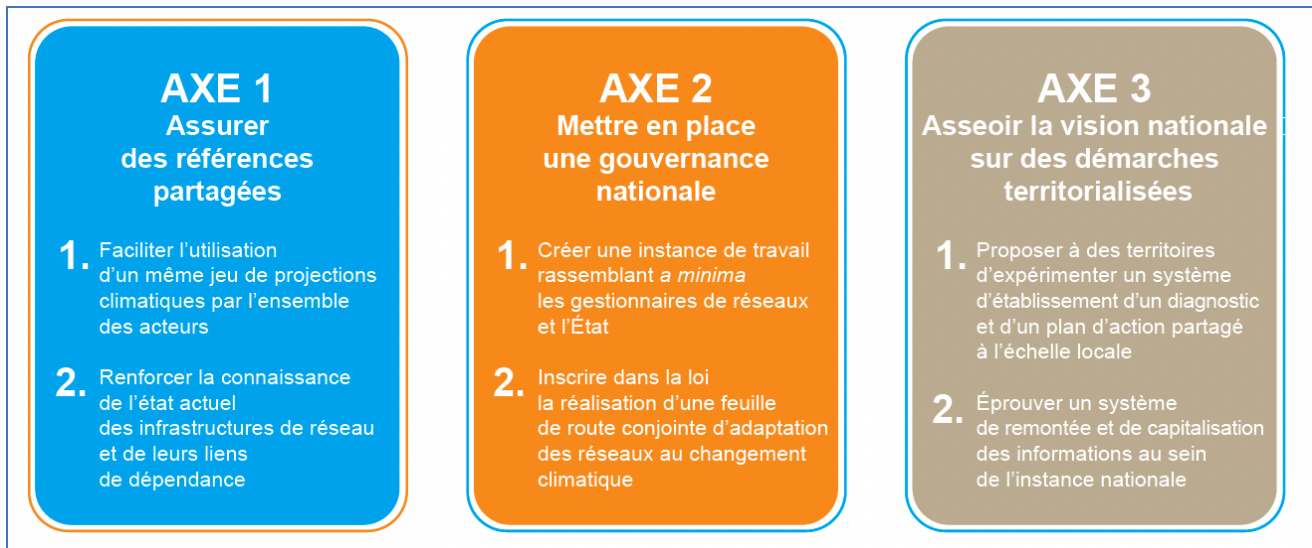 AXE 1
Assurer
des références
partagées
1. Faciliter l’utilisation
d’un même jeu de projections
climatiques par l’ensemble
des acteurs
2. Renforcer la connaissance
de l’état actuel
des infrastructures de réseau
et de leurs liens
de dépendance
AXE 2
Mettre en place
une gouvernance
nationale
1. Créer une instance de travail
rassemblant a minima
les gestionnaires de réseaux
et l’État
2. Inscrire dans la loi
la réalisation d’une feuille
de route conjointe d’adaptation
des réseaux au changement
climatique
AXE 3
Asseoir la vision nationale
sur des démarches
territorialisées
1. Proposer à des territoires
d’expérimenter un système
d’établissement d’un diagnostic
et d’un plan d’action partagé
à l’échelle locale
2. Éprouver un système
de remontée et de capitalisation
des informations au sein
de l’instance nationale